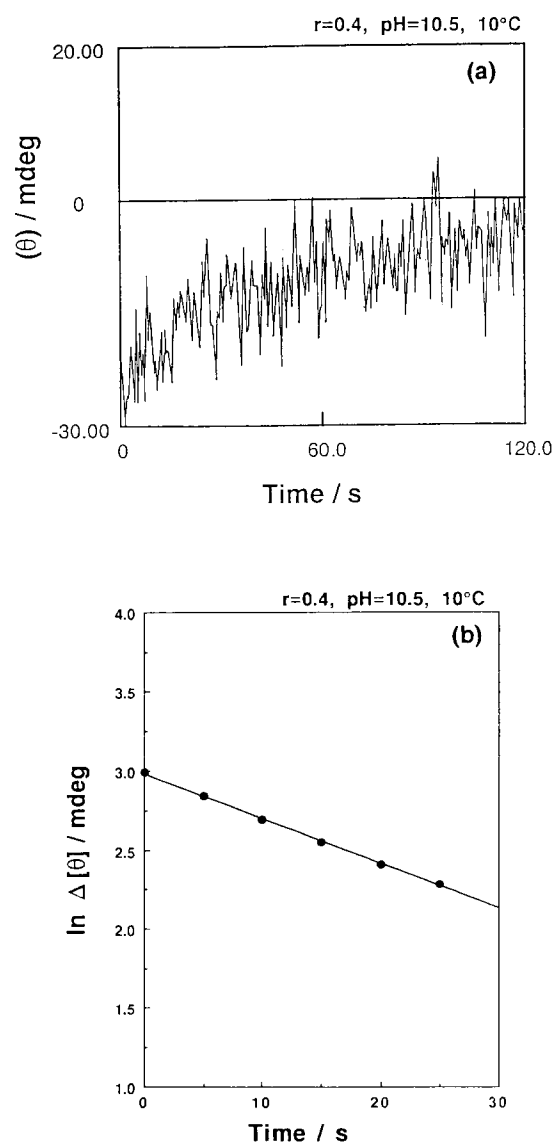 r=0.4, pH=10.5, 10°C
(a)
20.00
0
-30.00
(θ) / mdeg
0
60.0
120.0
Time / s
r=0.4, pH=10.5, 10°C
(b)
4.0
3.5
3.0
2.5
2.0
1.5
1.0
ln Δ [θ] / mdeg
0
10
20
30
Time / s